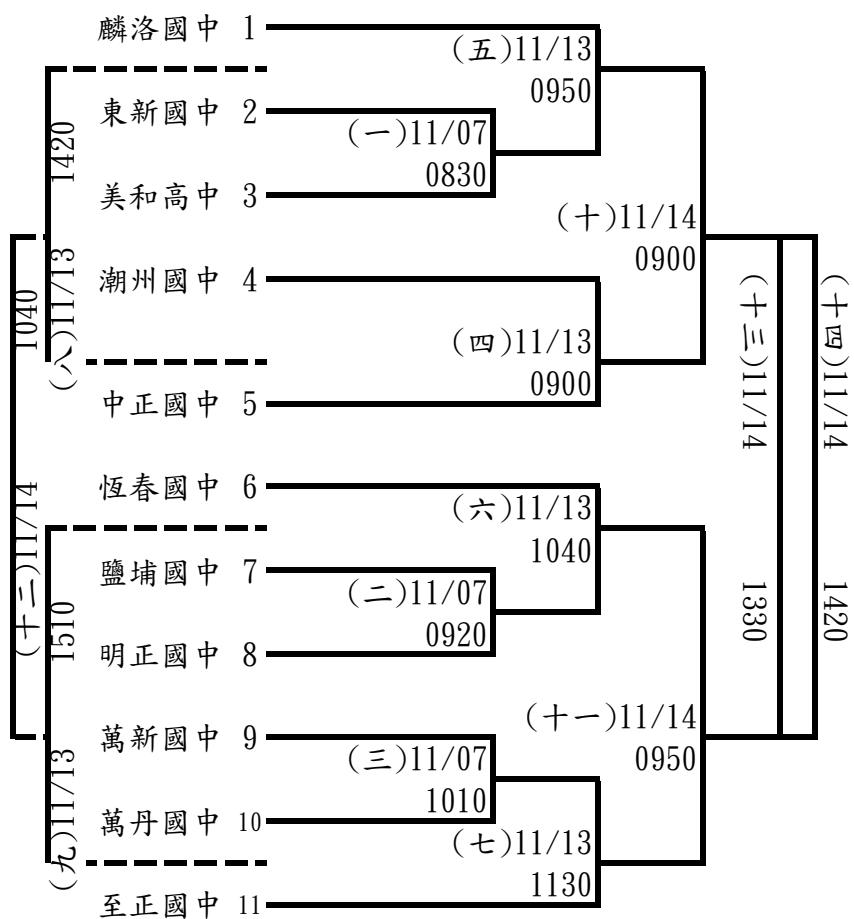 麟洛國中 1
(五)11/13
0950
東新國中 2
(一)11/07
0830
美和高中 3
(十)11/14
0900
潮州國中 4
(四)11/13
0900
中正國中 5
恆春國中 6
(六)11/13
1040
鹽埔國中 7
(二)11/07
0920
明正國中 8
(十一)11/14
0950
萬新國中 9
(三)11/07
1010
萬丹國中 10
(七)11/13
1130
至正國中 11
(八)11/13
1420
(九)11/13
1510
(十二)11/14
1040
(十三)11/14
1330
(十四)11/14
1420